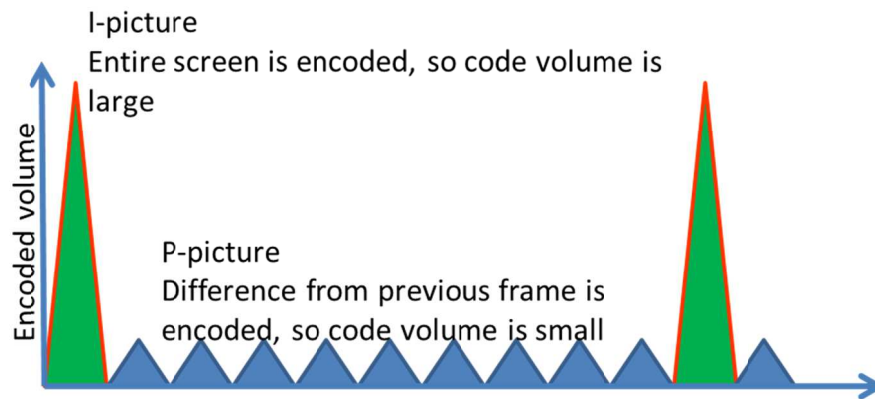 I-picture
Entire screen is encoded, so code volume is
large
Encoded volume
P-picture
Difference from previous frame is
encoded, so code volume is small